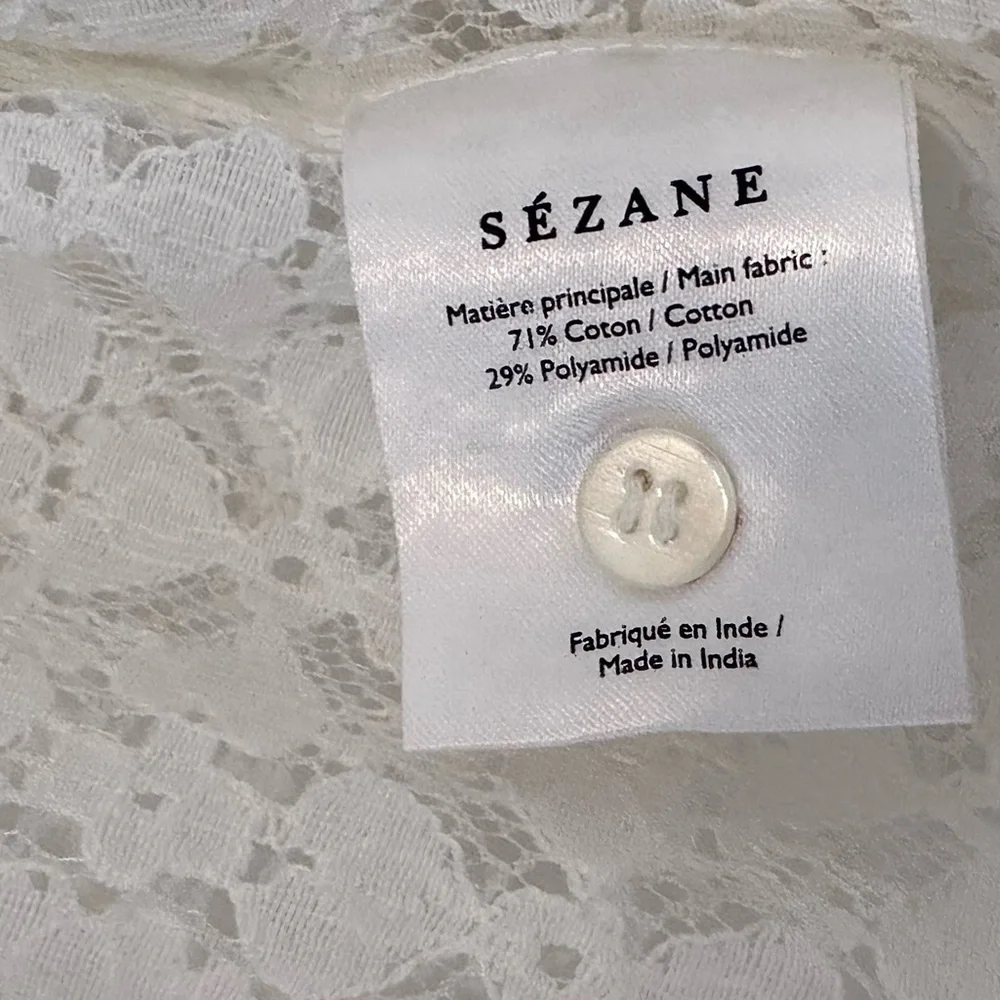 SÉZANE
Matière principale / Main fabric :
71% Coton / Cotton
29% Polyamide / Polyamide
Fabriqué en Inde /
Made in India